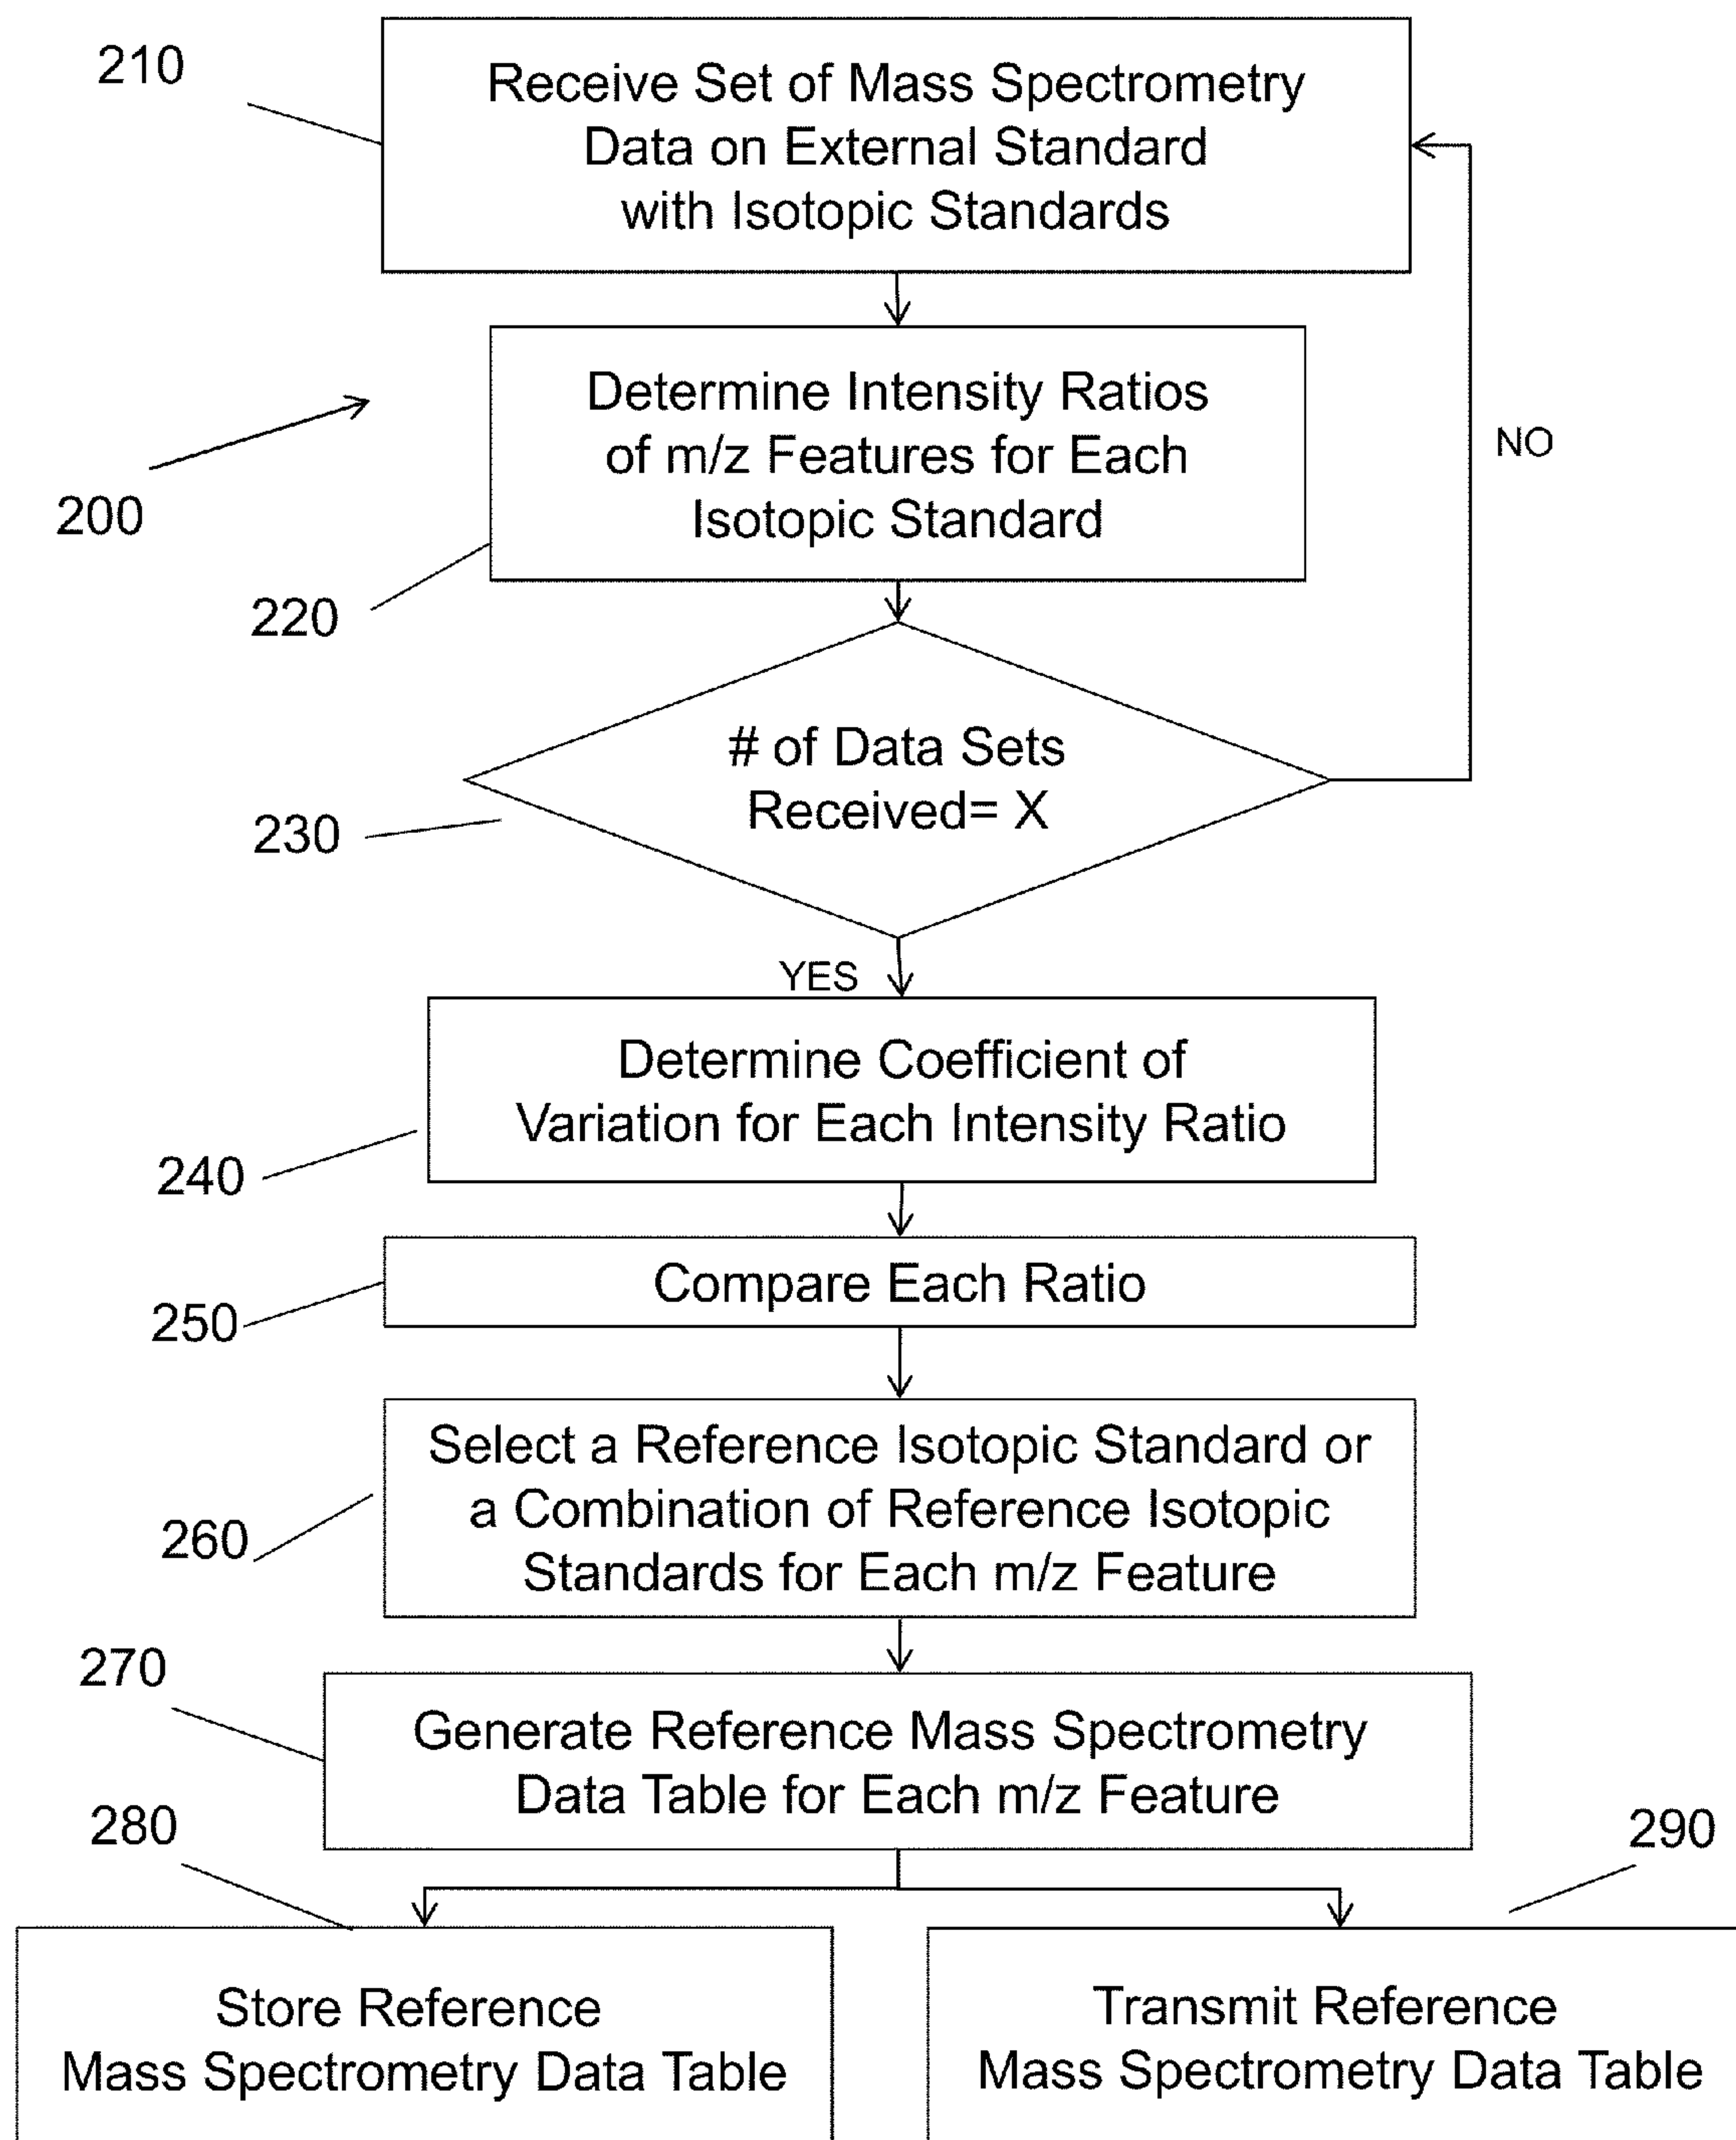 210
Receive Set of Mass Spectrometry
Data on External Standard
with Isotopic Standards
200
Determine Intensity Ratios
of m/z Features for Each
Isotopic Standard
NO
220
# of Data Sets
Received= X
230
YES
Determine Coefficient of
Variation for Each Intensity Ratio
240
Compare Each Ratio
250
Select a Reference Isotopic Standard or
a Combination of Reference Isotopic
Standards for Each m/z Feature
260
270
Generate Reference Mass Spectrometry
Data Table for Each m/z Feature
280
290
Store Reference
Mass Spectrometry Data Table
Transmit Reference
Mass Spectrometry Data Table